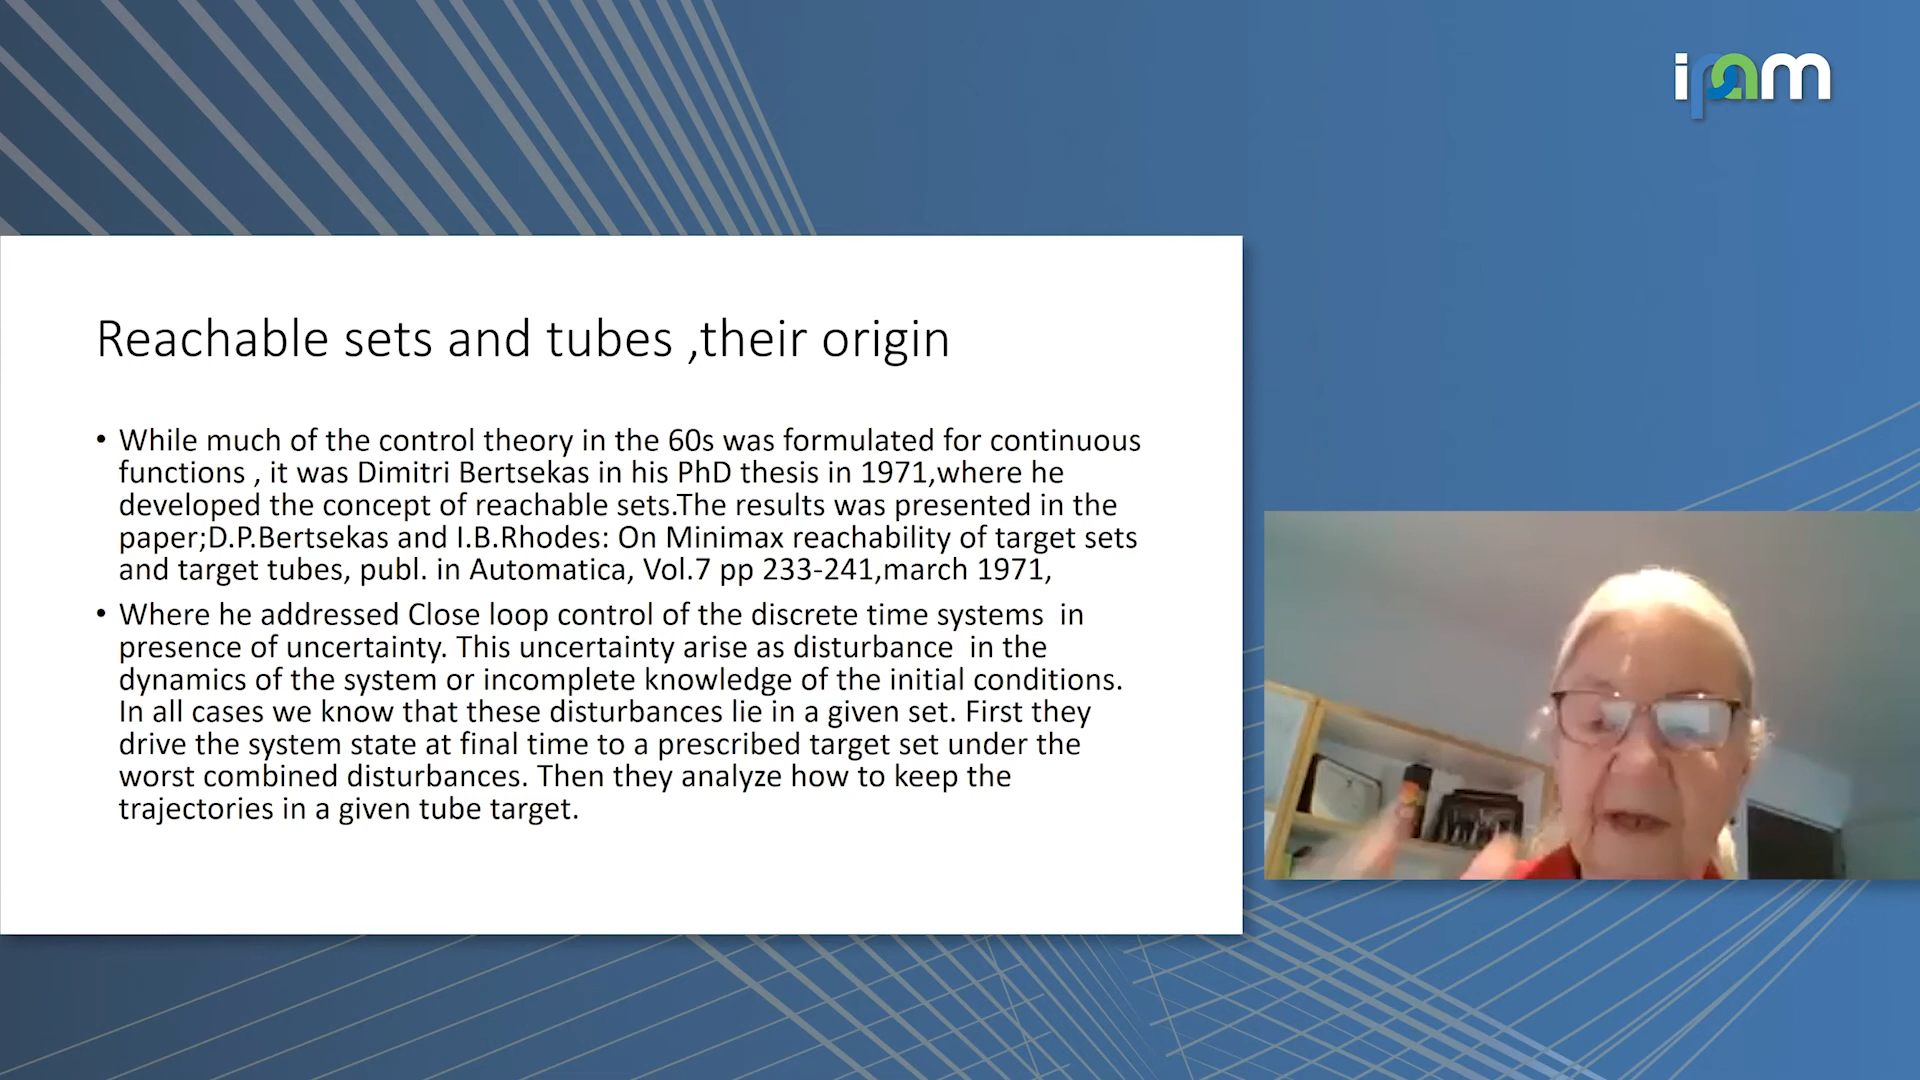 ipam
Reachable sets and tubes ,their origin
• While much of the control theory in the 60s was formulated for continuous
functions , it was Dimitri Bertsekas in his PhD thesis in 1971,where he
developed the concept of reachable sets.The results was presented in the
paper;D.P.Bertsekas and I.B.Rhodes: On Minimax reachability of target sets
and target tubes, publ. in Automatica, Vol.7 pp 233-241,march 1971,
• Where he addressed Close loop control of the discrete time systems  in
presence of uncertainty. This uncertainty arise as disturbance  in the
dynamics of the system or incomplete knowledge of the initial conditions.
In all cases we know that these disturbances lie in a given set. First they
drive the system state at final time to a prescribed target set under the
worst combined disturbances. Then they analyze how to keep the
trajectories in a given tube target.